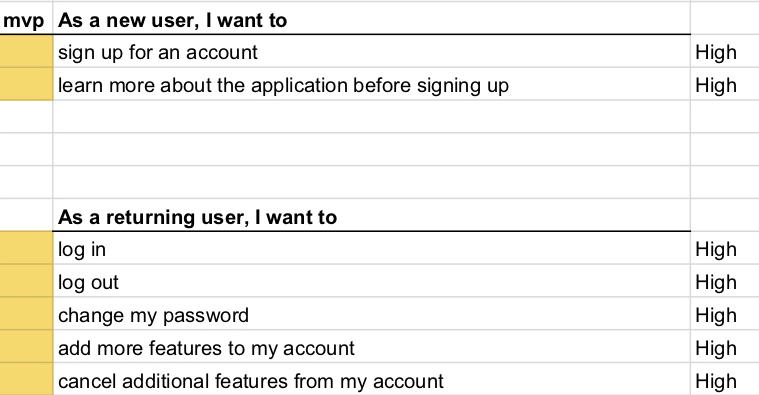 mvp As a new user, I want to
sign up for an account High
learn more about the application before signing up High
As a returning user, I want to
log in High
log out High
change my password High
add more features to my account High
cancel additional features from my account High